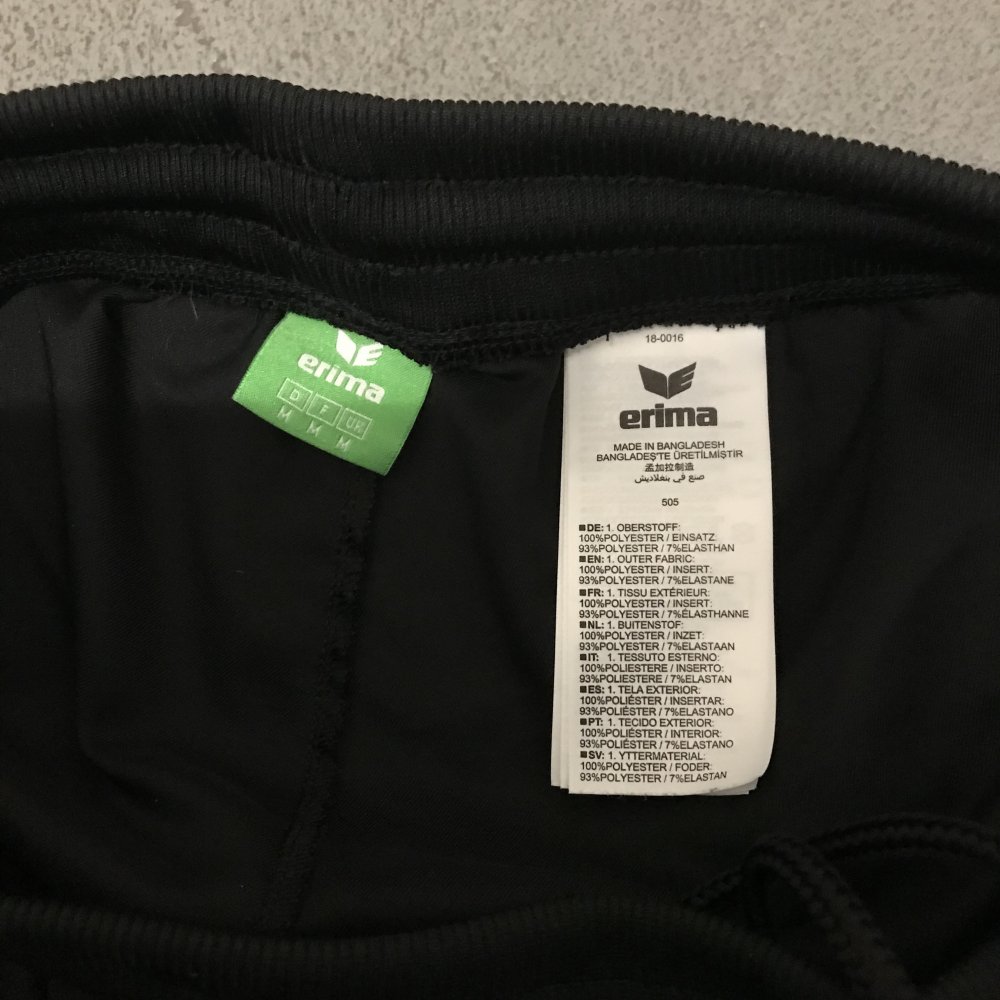 erima
D F UK
M M M
18-0016
erima
MADE IN BANGLADESH
BANGLADEŞ'TE ÜRETİLMİŞTİR
孟加拉制造
صنع في بنغلاديش
505
DE: 1. OBERSTOFF:
100%POLYESTER / EINSATZ:
93%POLYESTER / 7%ELASTHAN
EN: 1. OUTER FABRIC:
100%POLYESTER / INSERT:
93%POLYESTER / 7%ELASTANE
FR: 1. TISSU EXTÉRIEUR:
100%POLYESTER / INSERT:
93%POLYESTER / 7%ÉLASTHANNE
NL: 1. BUITENSTOF:
100%POLYESTER / INZET:
93%POLYESTER / 7%ELASTAAN
IT: 1. TESSUTO ESTERNO:
100%POLIESTERE / INSERTO:
93%POLIESTERE / 7%ELASTAN
ES: 1. TELA EXTERIOR:
100%POLIÉSTER / INSERTAR:
93%POLIÉSTER / 7%ELASTANO
PT: 1. TECIDO EXTERIOR:
100%POLIÉSTER / INTERIOR:
93%POLIÉSTER / 7%ELASTANO
SV: 1. YTTERMATERIAL:
100%POLYESTER / FODER:
93%POLYESTER / 7%ELASTAN